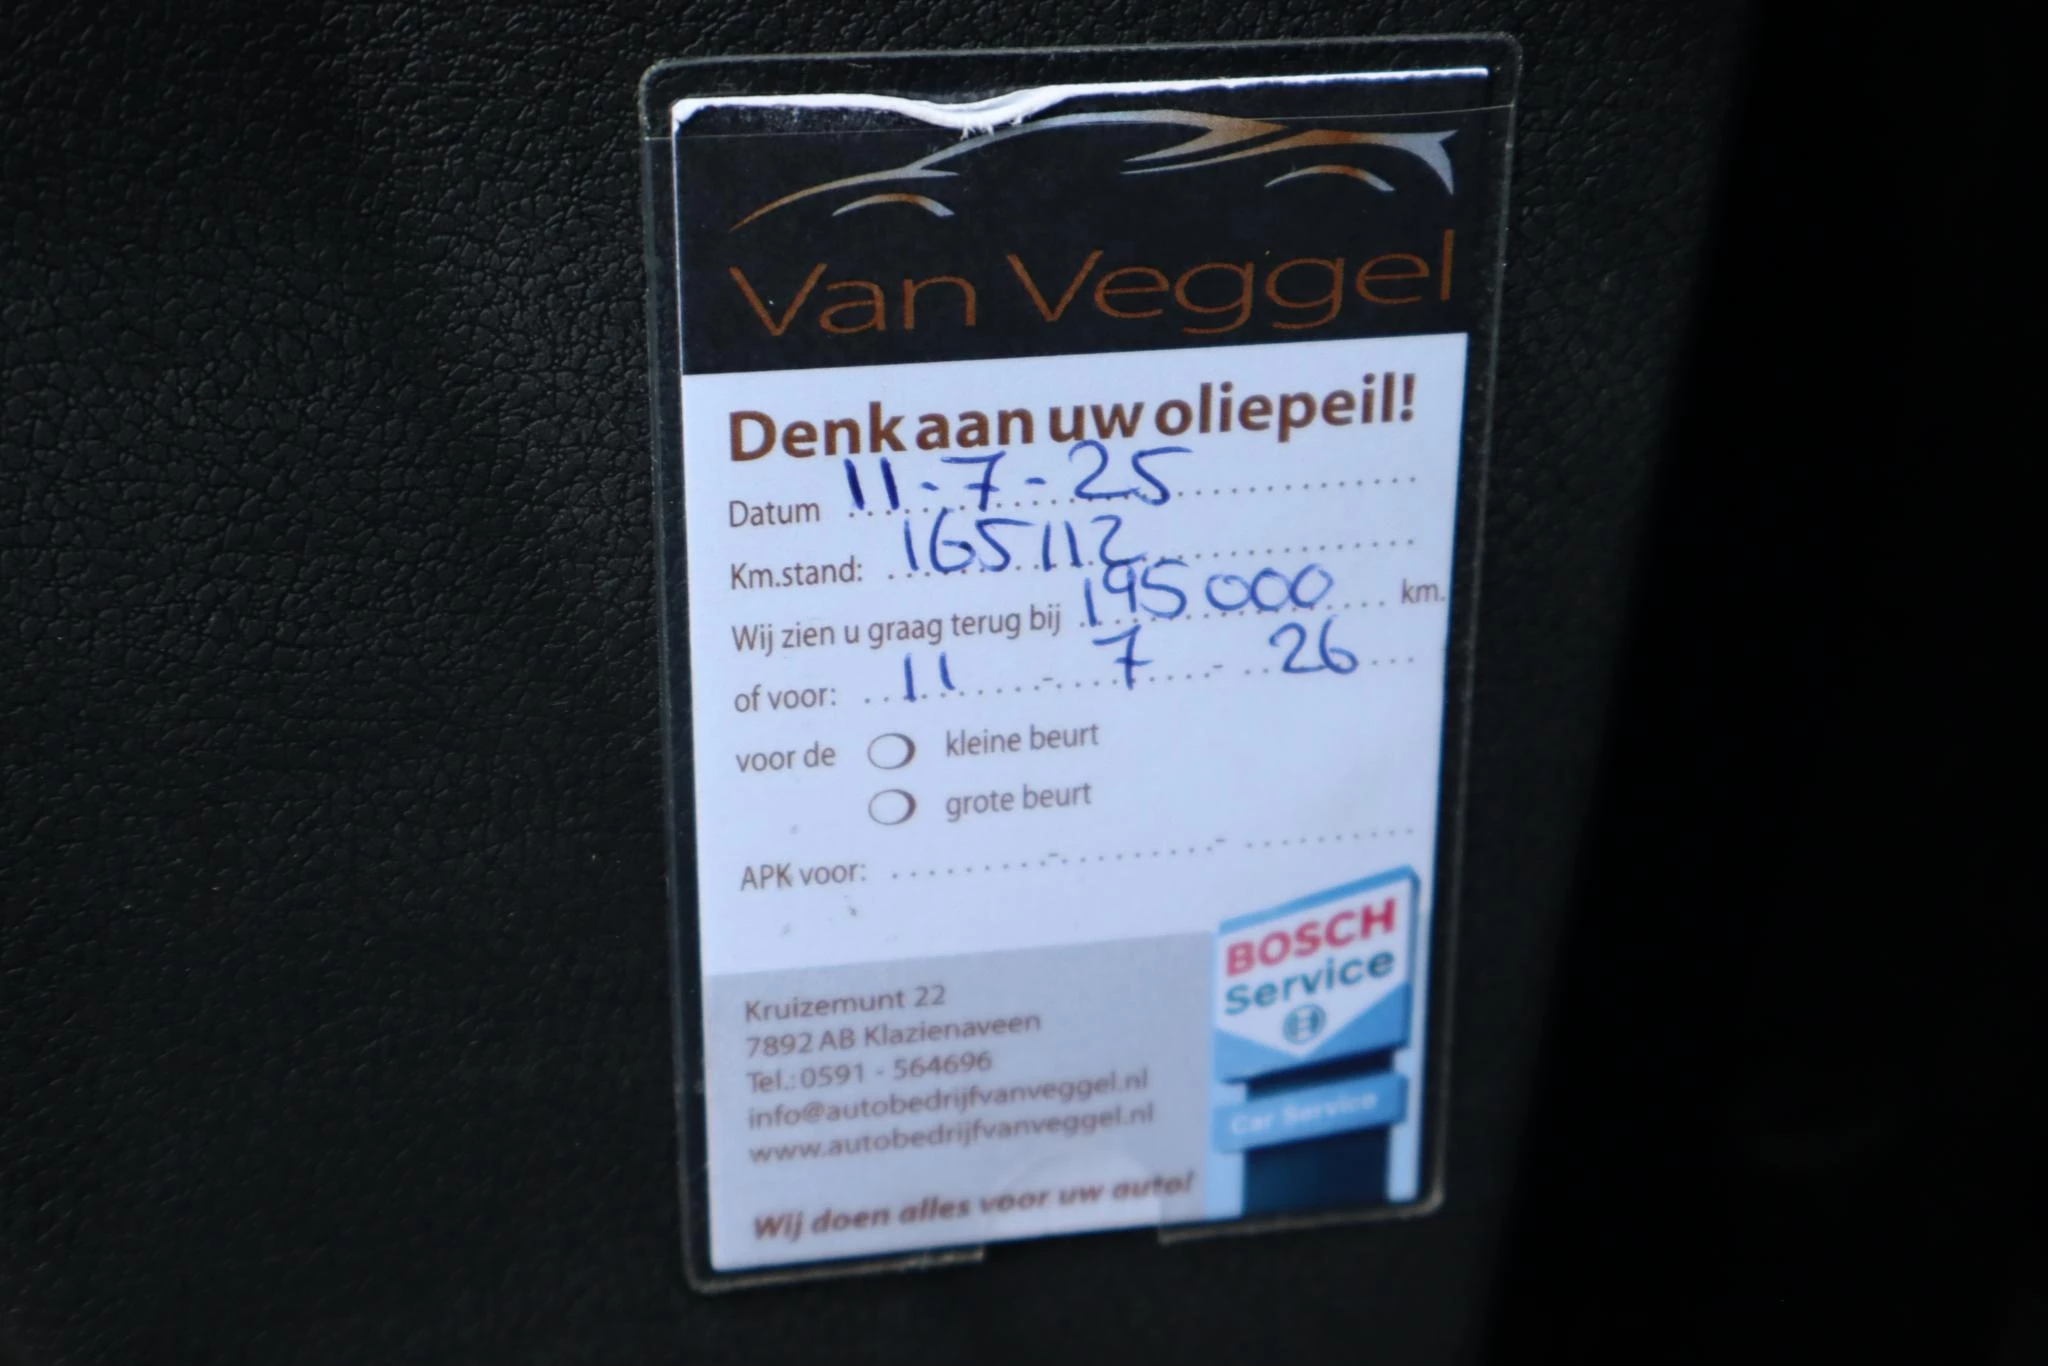 Van Veggel
Denk aan uw oliepeil!
Datum 11-7-25
Km.stand: 165112
Wij zien u graag terug bij 195000 km.
of voor: 11 - 7 - 26
voor de kleine beurt
grote beurt
APK voor: - -
Kruizemunt 22
7892 AB Klazienaveen
Tel.: 0591 - 564696
info@autobedrijfvanveggel.nl
www.autobedrijfvanveggel.nl
Wij doen alles voor uw auto!
BOSCH
Service
Car Service